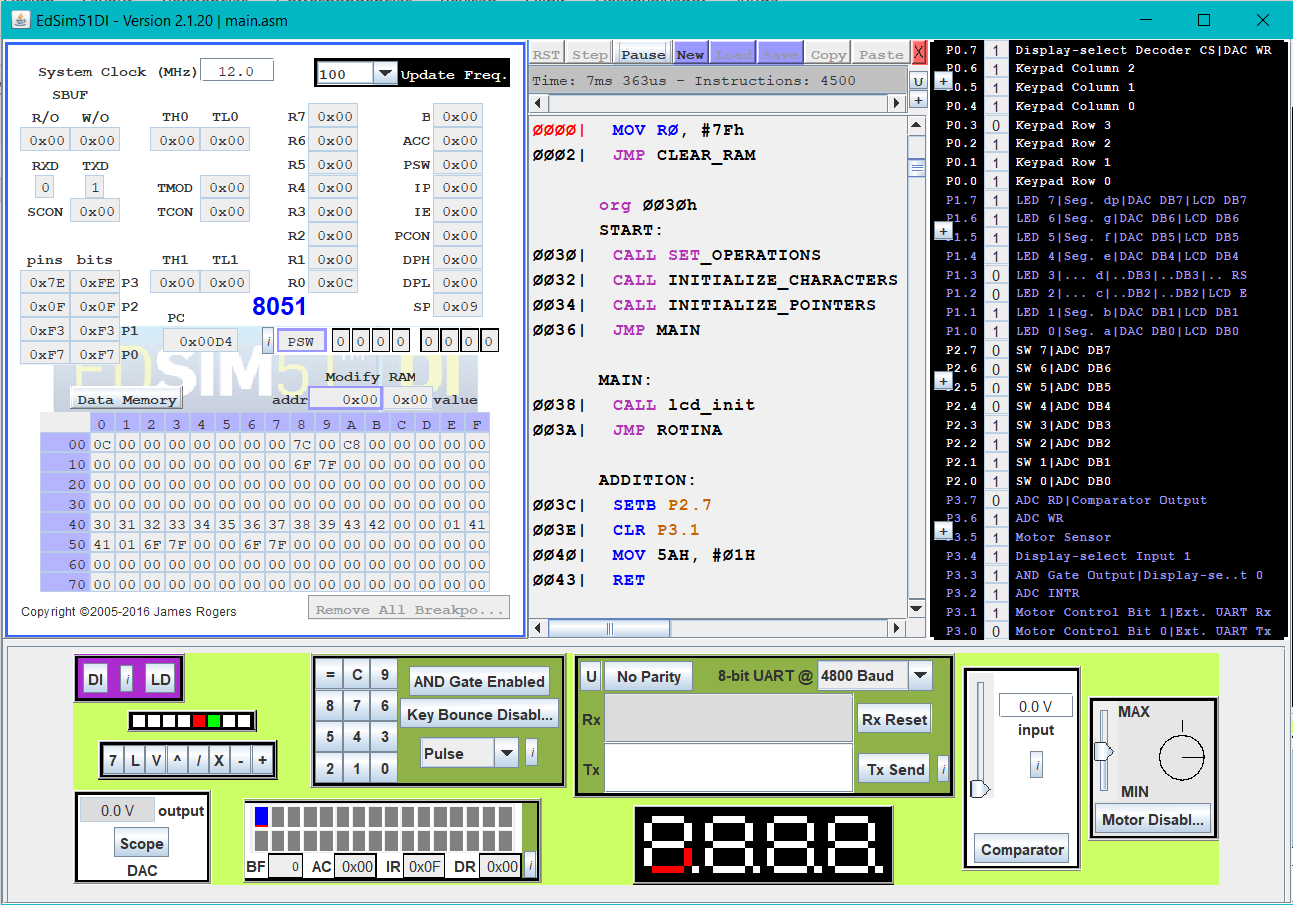 EdSim51DI - Version 2.1.20 | main.asm
System Clock (MHz) 12.0
100 Update Freq.
SBUF
R/O W/O TH0 TL0 R7 0x00 B 0x00
0x00 0x00 0x00 0x00 R6 0x00 ACC 0x00
RXD TXD R5 0x00 PSW 0x00
0 1 TMOD 0x00 R4 0x00 IP 0x00
SCON 0x00 TCON 0x00 R3 0x00 IE 0x00
R2 0x00 PCON 0x00
pins bits TH1 TL1 R1 0x00 DPH 0x00
0x7E 0xFE P3 0x00 0x00 R0 0x0C DPL 0x00
0x0F 0x0F P2 8051 SP 0x09
0xF3 0xF3 P1 PC 0x00D4 i PSW 0 0 0 0 0 0 0 0
0xF7 0xF7 P0
EDSIM51 DI
TM
Modify RAM
Data Memory addr 0x00 0x00 value
0 1 2 3 4 5 6 7 8 9 A B C D E F
00 0C 00 00 00 00 00 00 00 7C 00 C8 00 00 00 00 00
10 00 00 00 00 00 00 00 00 6F 7F 00 00 00 00 00 00
20 00 00 00 00 00 00 00 00 00 00 00 00 00 00 00 00
30 00 00 00 00 00 00 00 00 00 00 00 00 00 00 00 00
40 30 31 32 33 34 35 36 37 38 39 43 42 00 00 01 41
50 41 01 6F 7F 00 00 6F 7F 00 00 00 00 00 00 00 00
60 00 00 00 00 00 00 00 00 00 00 00 00 00 00 00 00
70 00 00 00 00 00 00 00 00 00 00 00 00 00 00 00 00
Copyright ©2005-2016 James Rogers Remove All Breakpo...
RST Step Pause New Load Save Copy Paste X
Time: 7ms 363us - Instructions: 4500 U
+
0000| MOV R0, #7Fh
0002| JMP CLEAR_RAM
org 0030h
START:
0030| CALL SET_OPERATIONS
0032| CALL INITIALIZE_CHARACTERS
0034| CALL INITIALIZE_POINTERS
0036| JMP MAIN
MAIN:
0038| CALL lcd_init
003A| JMP ROTINA
ADDITION:
003C| SETB P2.7
003E| CLR P3.1
0040| MOV 5AH, #01H
0043| RET
P0.7 1 Display-select Decoder CS|DAC WR
P0.6 1 Keypad Column 2
+ P0.5 1 Keypad Column 1
P0.4 1 Keypad Column 0
P0.3 0 Keypad Row 3
P0.2 1 Keypad Row 2
P0.1 1 Keypad Row 1
P0.0 1 Keypad Row 0
P1.7 1 LED 7|Seg. dp|DAC DB7|LCD DB7
P1.6 1 LED 6|Seg. g|DAC DB6|LCD DB6
+ P1.5 1 LED 5|Seg. f|DAC DB5|LCD DB5
P1.4 1 LED 4|Seg. e|DAC DB4|LCD DB4
P1.3 0 LED 3|... d|..DB3|..DB3|.. RS
P1.2 0 LED 2|... c|..DB2|..DB2|LCD E
P1.1 1 LED 1|Seg. b|DAC DB1|LCD DB1
P1.0 1 LED 0|Seg. a|DAC DB0|LCD DB0
P2.7 0 SW 7|ADC DB7
P2.6 0 SW 6|ADC DB6
+ P2.5 0 SW 5|ADC DB5
P2.4 0 SW 4|ADC DB4
P2.3 1 SW 3|ADC DB3
P2.2 1 SW 2|ADC DB2
P2.1 1 SW 1|ADC DB1
P2.0 1 SW 0|ADC DB0
P3.7 0 ADC RD|Comparator Output
P3.6 1 ADC WR
+ P3.5 1 Motor Sensor
P3.4 1 Display-select Input 1
P3.3 1 AND Gate Output|Display-se..t 0
P3.2 1 ADC INTR
P3.1 1 Motor Control Bit 1|Ext. UART Rx
P3.0 0 Motor Control Bit 0|Ext. UART Tx
DI i LD
7 L V ^ / X - +
0.0 V output
Scope
DAC
= C 9
8 7 6
5 4 3
2 1 0
AND Gate Enabled
Key Bounce Disabl...
Pulse i
BF 0 AC 0x00 IR 0x0F DR 0x00 i
U No Parity 8-bit UART @ 4800 Baud
Rx Rx Reset
Tx Tx Send i
8.8.8.8.
0.0 V
input
i
Comparator
MAX
MIN
Motor Disabl...